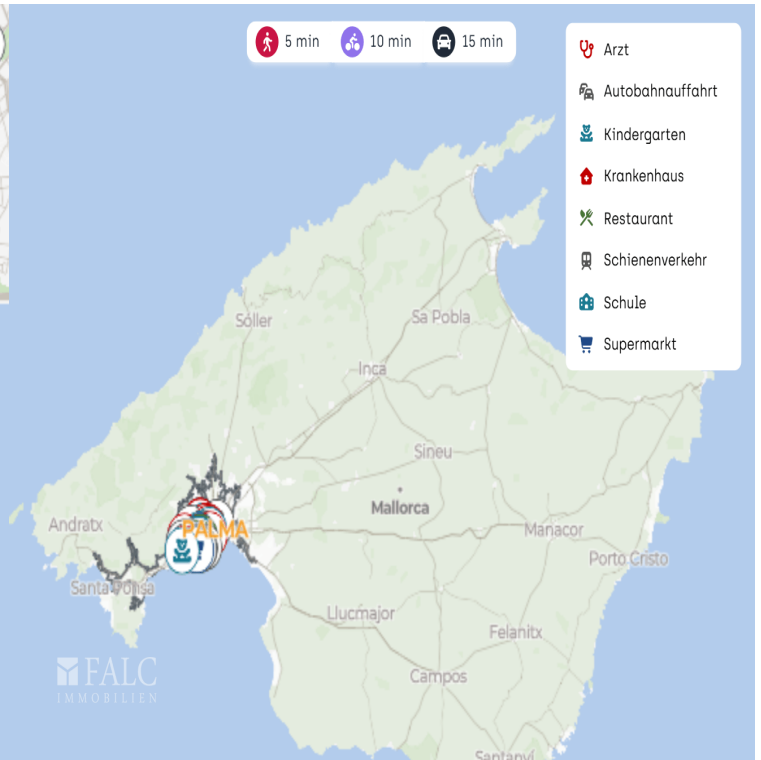 5 min
10 min
15 min
Arzt
Autobahnauffahrt
Kindergarten
Krankenhaus
Restaurant
Schienenverkehr
Schule
Supermarkt
Sóller
Sa Pobla
Inca
Sineu
Mallorca
Andratx
PALMA
Manacor
Porto Cristo
Santa Ponsa
Llucmajor
Felanitx
Campos
Santanyí
FALC
IMMOBILIEN